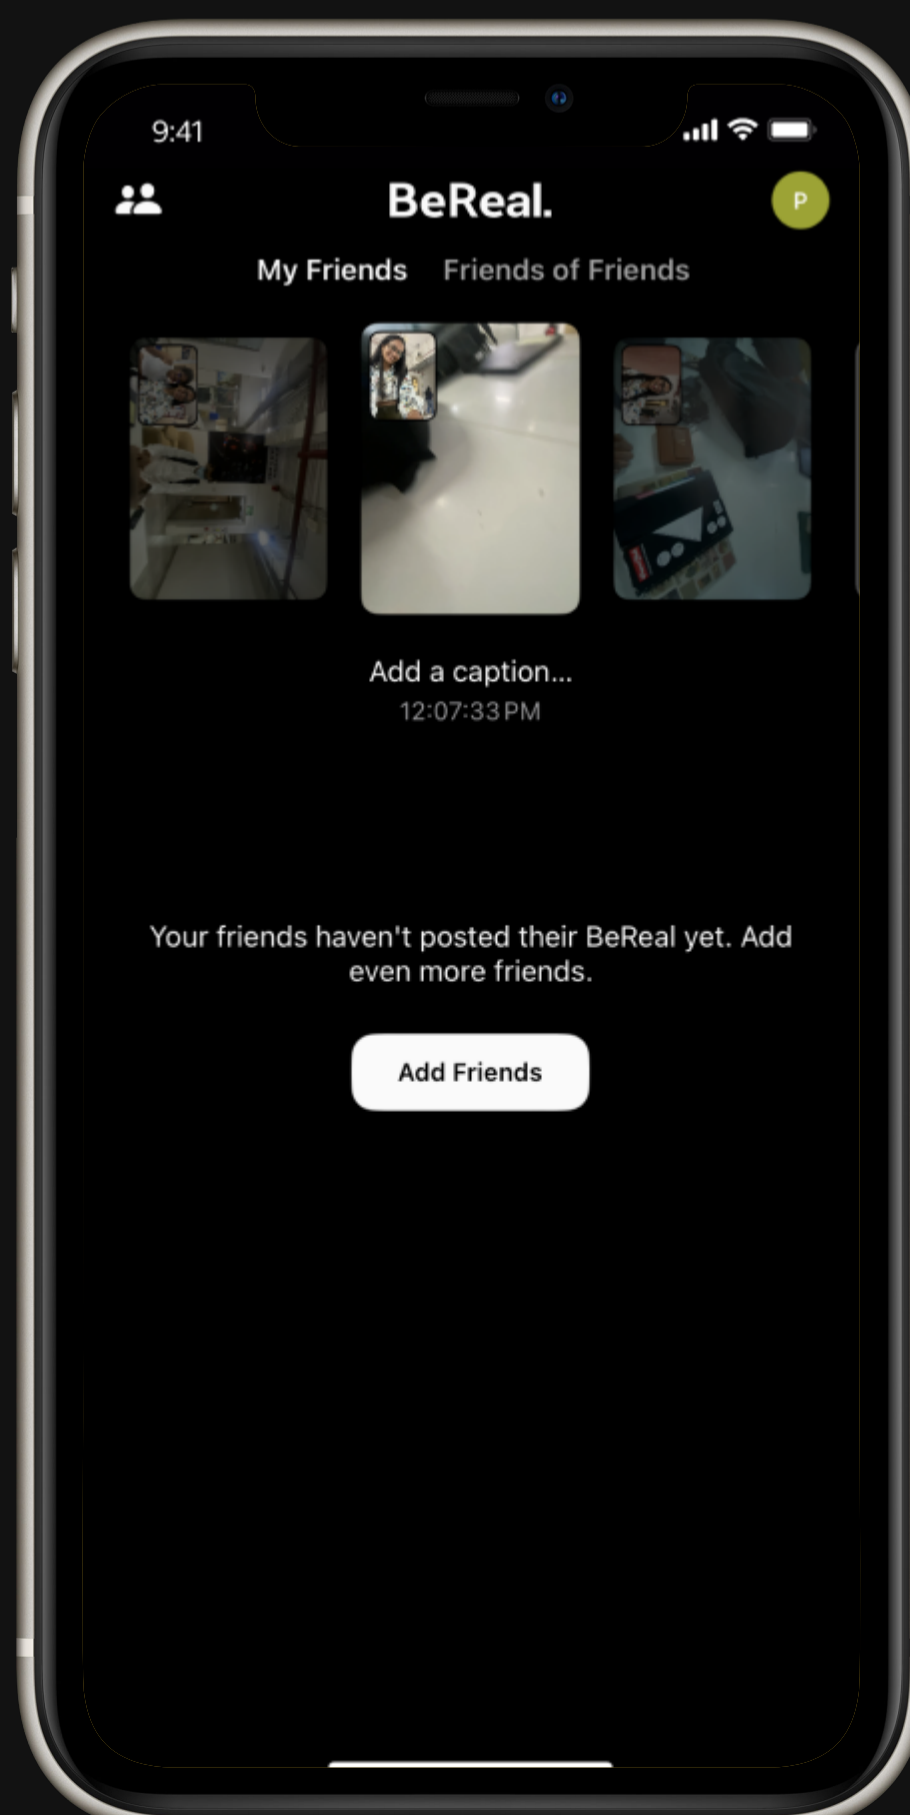 9:41
BeReal.
P
My Friends Friends of Friends
Add a caption...
12:07:33 PM
Your friends haven't posted their BeReal yet. Add
even more friends.
Add Friends